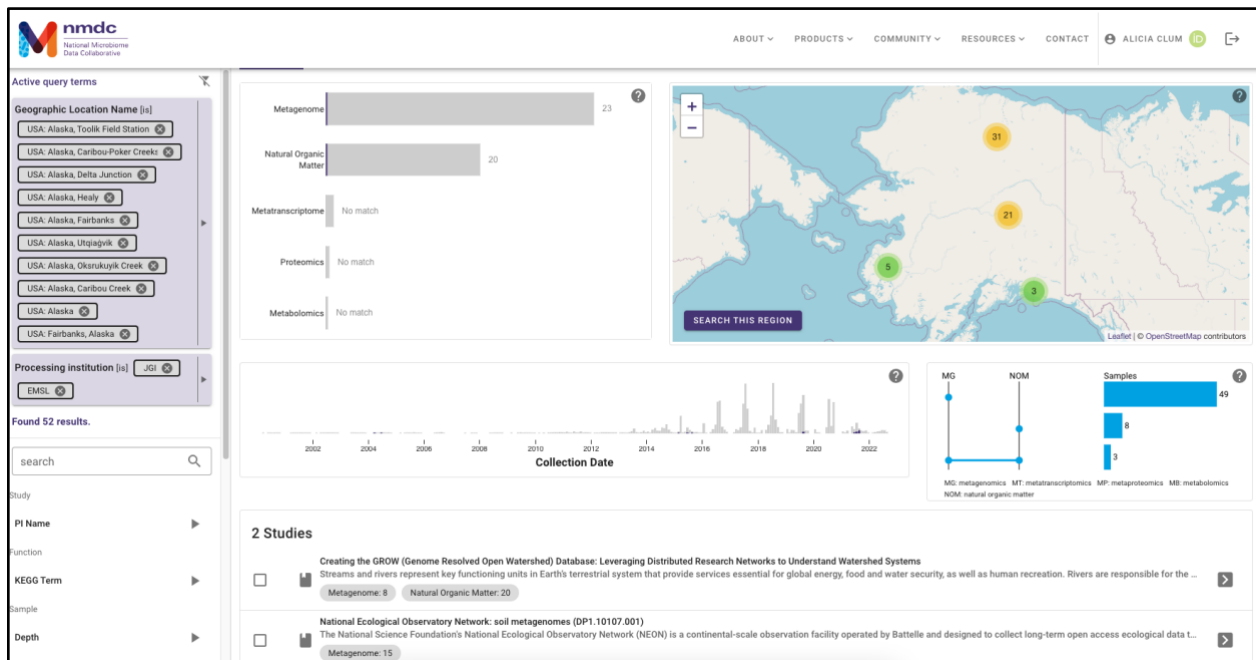 nmdc
National Microbiome
Data Collaborative
ABOUT
PRODUCTS
COMMUNITY
RESOURCES
CONTACT
ALICIA CLUM
iD
Active query terms
Geographic Location Name [is]
USA: Alaska, Toolik Field Station
USA: Alaska, Caribou-Poker Creeks
USA: Alaska, Delta Junction
USA: Alaska, Healy
USA: Alaska, Fairbanks
USA: Alaska, Utqiaġvik
USA: Alaska, Oksrukuyik Creek
USA: Alaska, Caribou Creek
USA: Alaska
USA: Fairbanks, Alaska
Processing institution [is] JGI
EMSL
Found 52 results.
search
Study
PI Name
Function
KEGG Term
Sample
Depth
Metagenome 23
Natural Organic
Matter
20
Metatranscriptome No match
Proteomics No match
Metabolomics No match
?
+
−
31
21
5
3
?
SEARCH THIS REGION
Leaflet | © OpenStreetMap contributors
?
2002 2004 2006 2008 2010 2012 2014 2016 2018 2020 2022
Collection Date
MG NOM Samples
?
49
8
3
MG: metagenomics MT: metatranscriptomics MP: metaproteomics MB: metabolomics
NOM: natural organic matter
2 Studies
Creating the GROW (Genome Resolved Open Watershed) Database: Leveraging Distributed Research Networks to Understand Watershed Systems
Streams and rivers represent key functioning units in Earth's terrestrial system that provide services essential for global energy, food and water security, as well as human recreation. Rivers are responsible for the ...
Metagenome: 8 Natural Organic Matter: 20
National Ecological Observatory Network: soil metagenomes (DP1.10107.001)
The National Science Foundation's National Ecological Observatory Network (NEON) is a continental-scale observation facility operated by Battelle and designed to collect long-term open access ecological data t...
Metagenome: 15